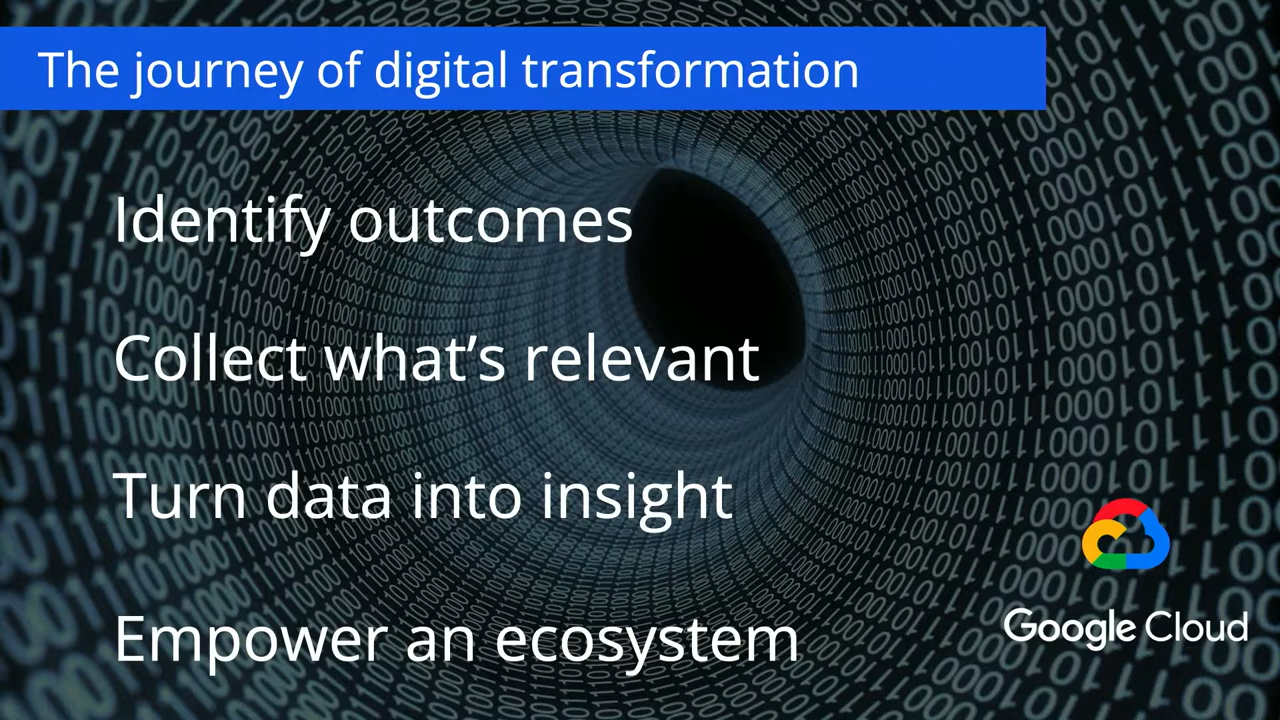 The journey of digital transformation
Identify outcomes
Collect what’s relevant
Turn data into insight
Empower an ecosystem
Google Cloud